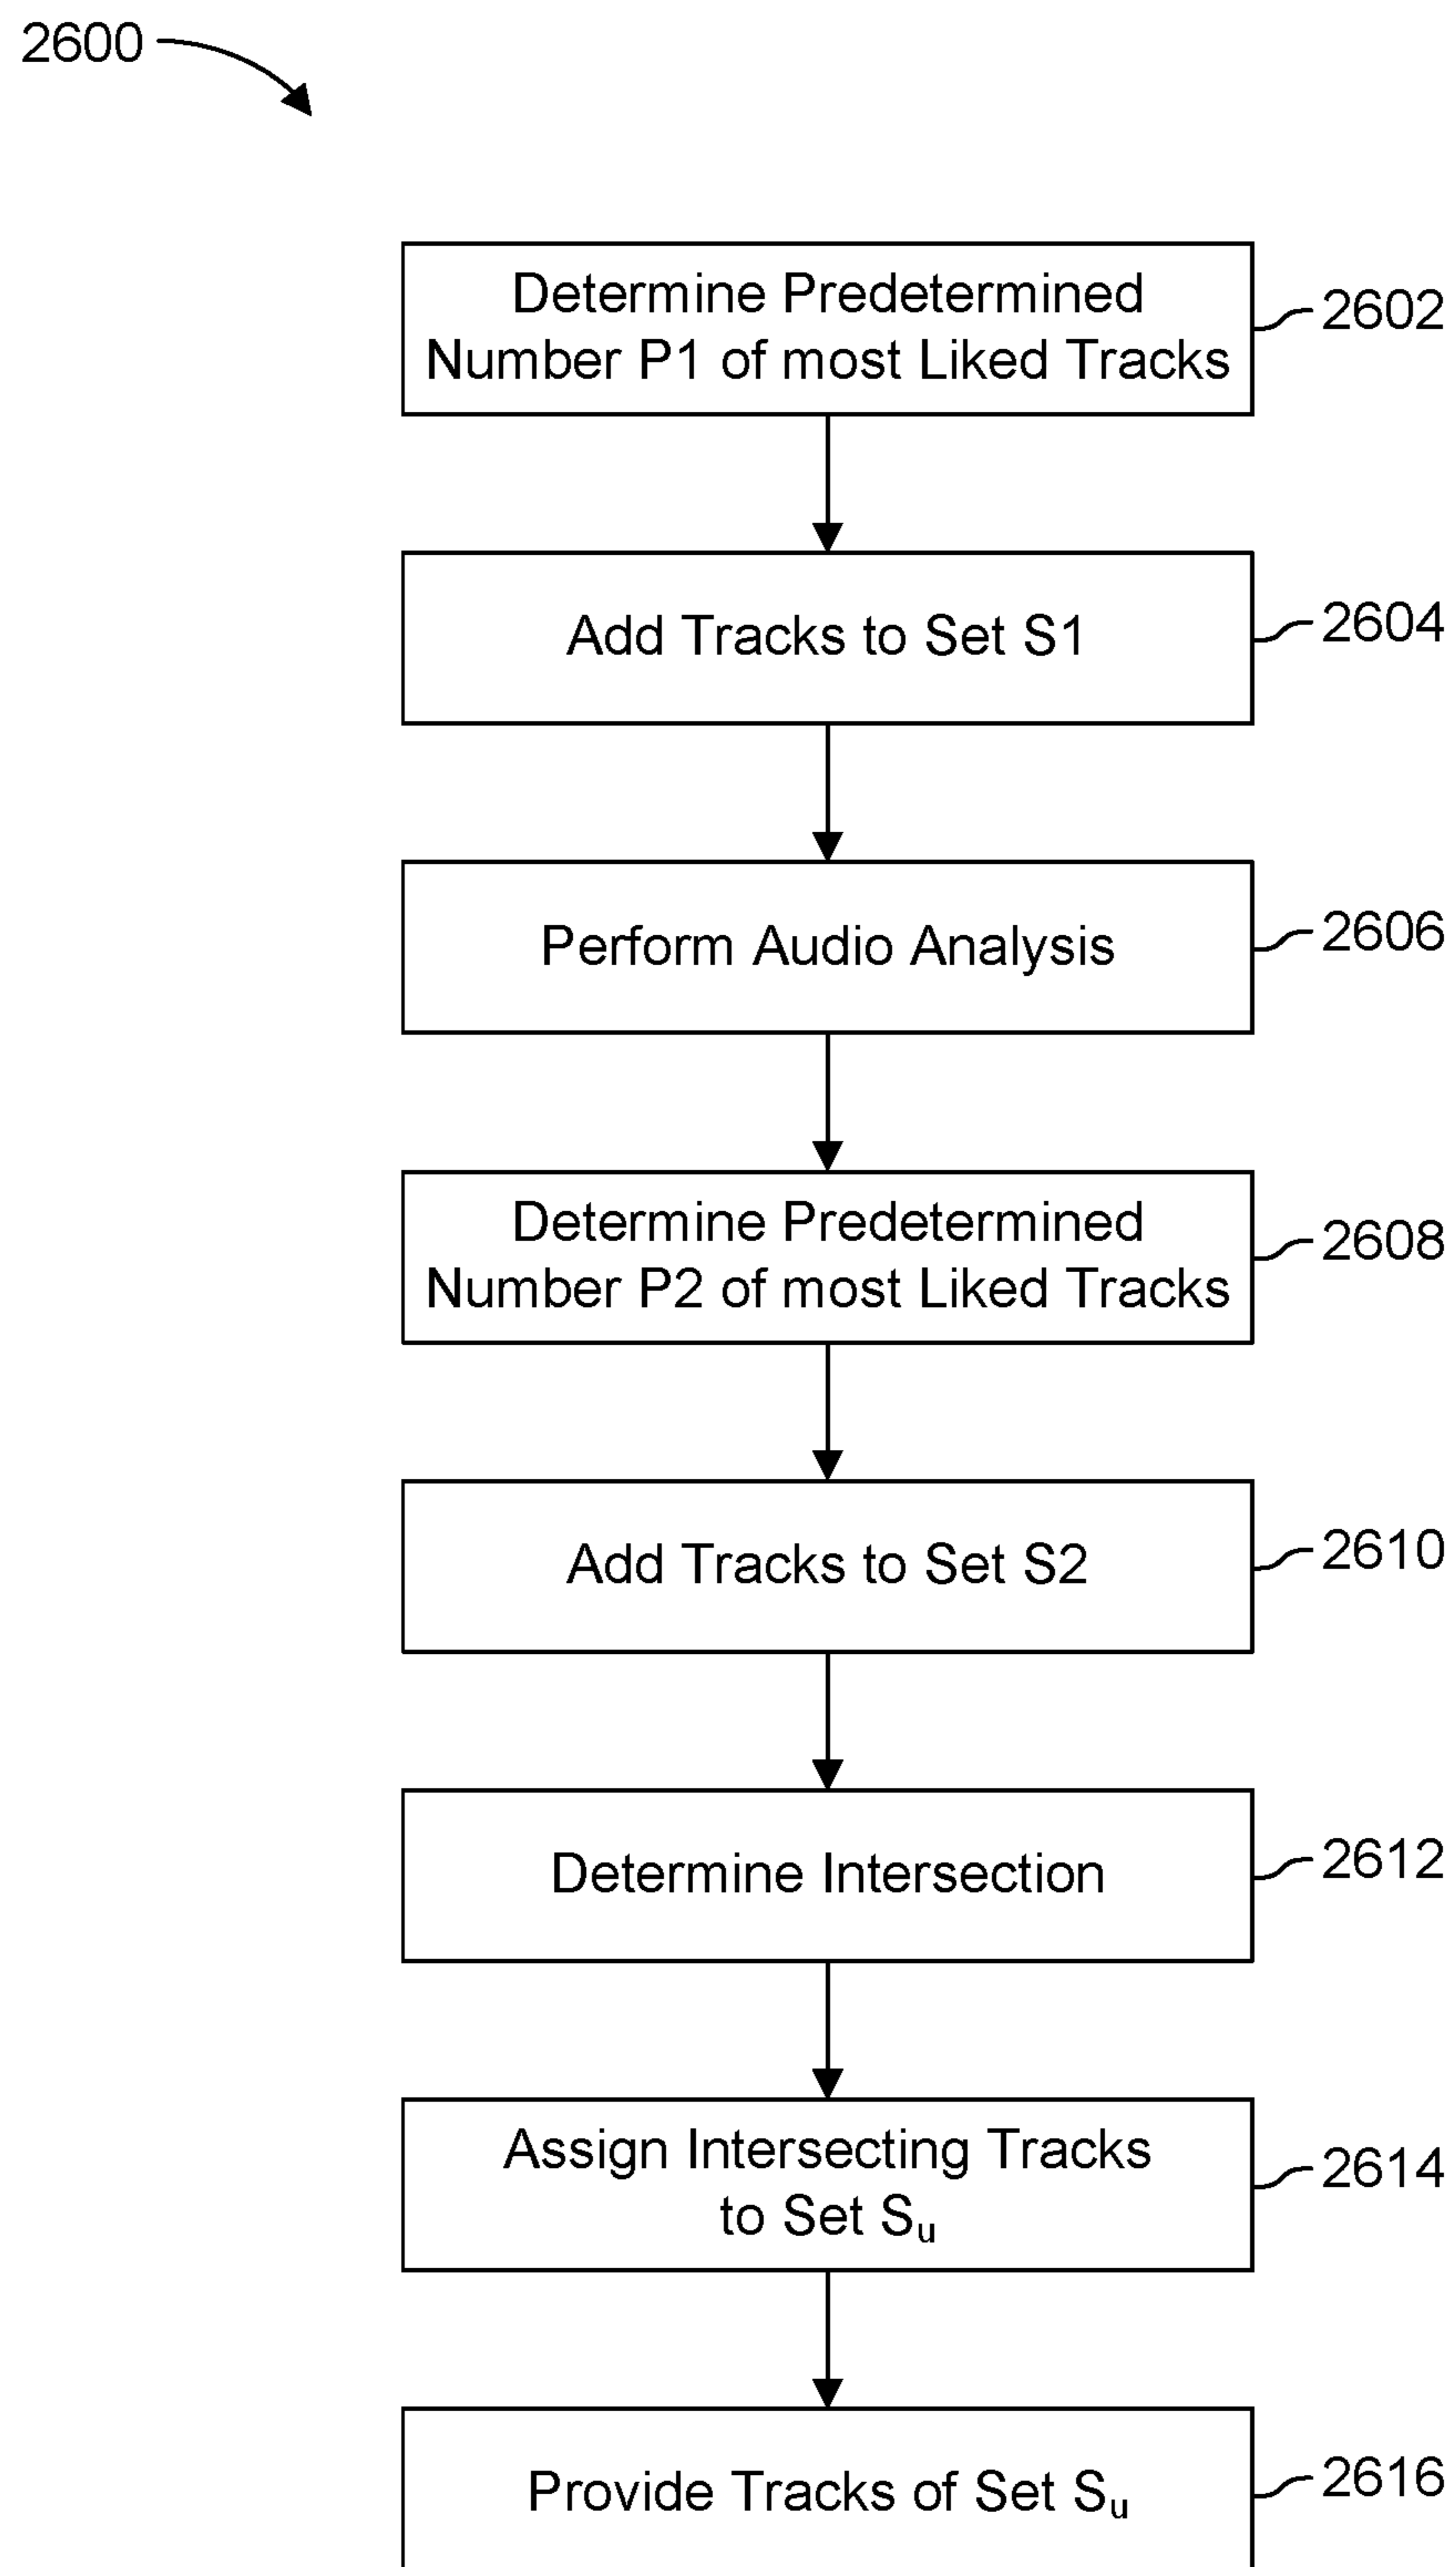 2600
Determine Predetermined
Number P1 of most Liked Tracks
2602
Add Tracks to Set S1
2604
Perform Audio Analysis
2606
Determine Predetermined
Number P2 of most Liked Tracks
2608
Add Tracks to Set S2
2610
Determine Intersection
2612
Assign Intersecting Tracks
to Set Su
2614
Provide Tracks of Set Su
2616